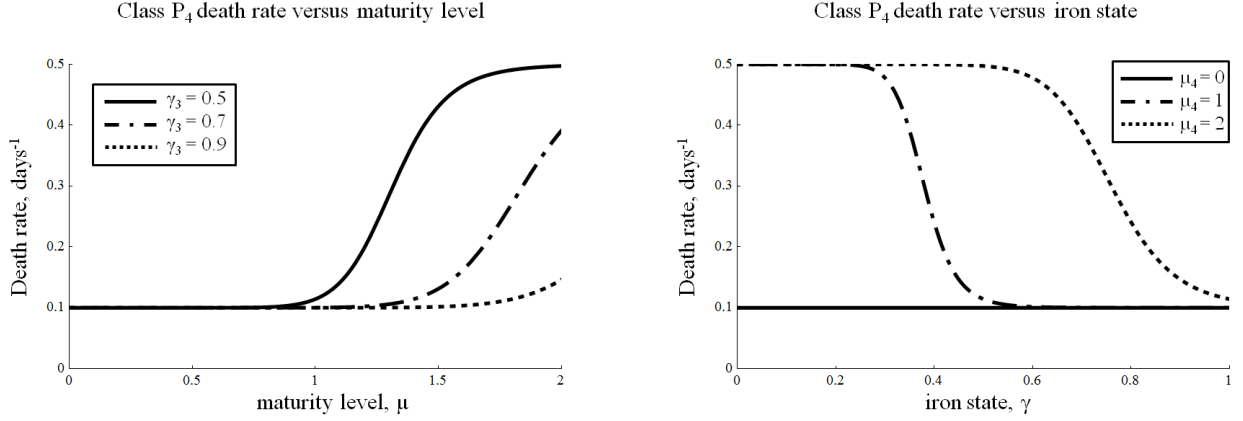 Class P₄ death rate versus maturity level
0.5
0.4
0.3
0.2
0.1
0
Death rate, days⁻¹
γ₃ = 0.5
γ₃ = 0.7
γ₃ = 0.9
0
0.5
1
1.5
2
maturity level, μ
Class P₄ death rate versus iron state
0.5
0.4
0.3
0.2
0.1
0
Death rate, days⁻¹
μ₄ = 0
μ₄ = 1
μ₄ = 2
0
0.2
0.4
0.6
0.8
1
iron state, γ